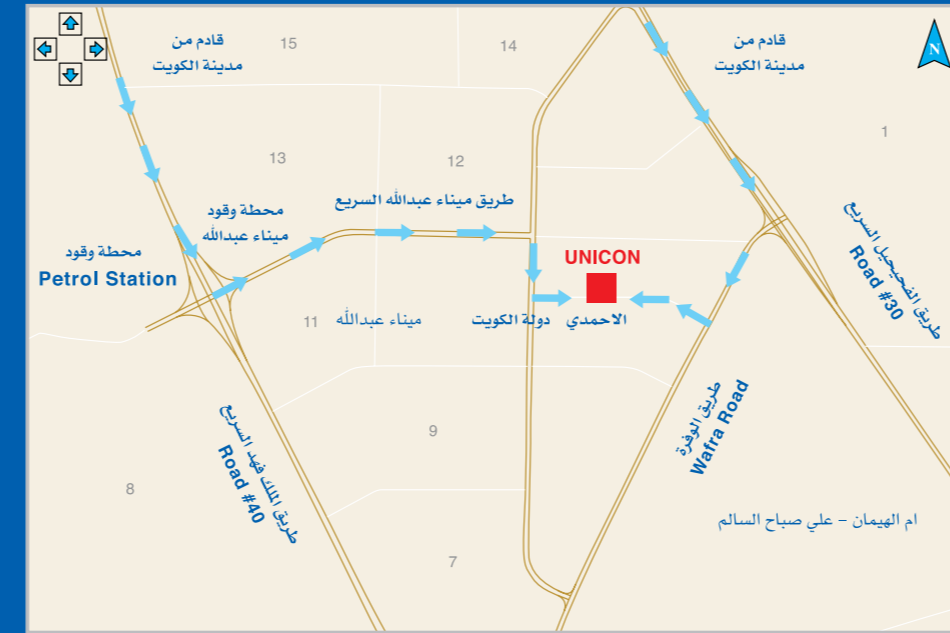 قادم من
مدينة الكويت
15
14
قادم من
مدينة الكويت
N
1
13
12
طريق ميناء عبدالله السريع
محطة وقود
ميناء عبدالله
محطة وقود
Petrol Station
UNICON
طريق الفحيحيل السريع
Road #30
11
ميناء عبدالله
دولة الكويت
الاحمدي
طريق الوفرة
Wafra Road
طريق الملك فهد السريع
Road #40
9
8
ام الهيمان - علي صباح السالم
7